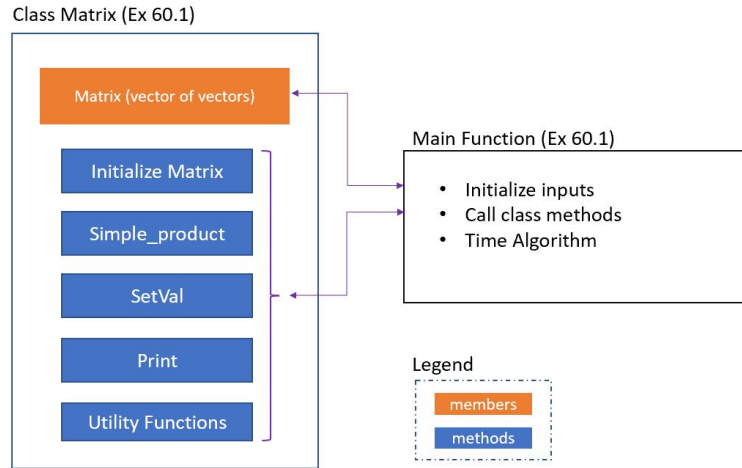 Class Matrix (Ex 60.1)
Matrix (vector of vectors)
Initialize Matrix
Simple_product
SetVal
Print
Utility Functions
Main Function (Ex 60.1)
• Initialize inputs
• Call class methods
• Time Algorithm
Legend
members
methods